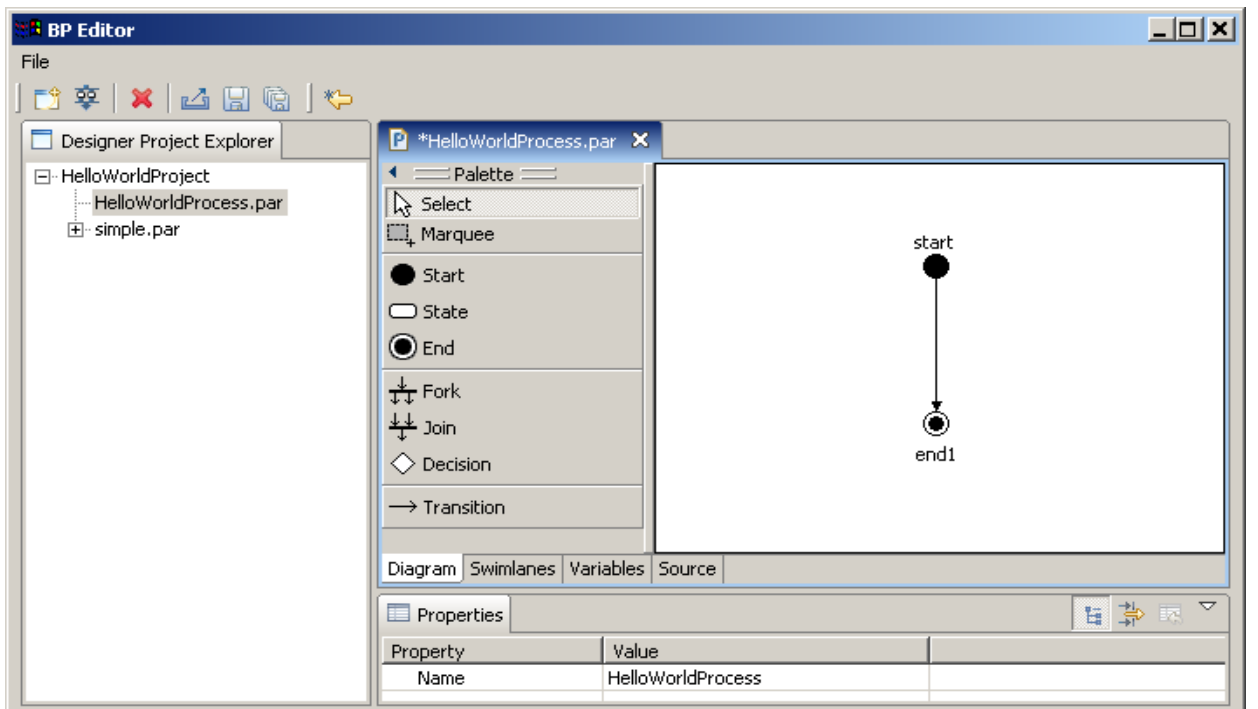 BP Editor
File
Designer Project Explorer
HelloWorldProject
HelloWorldProcess.par
simple.par
*HelloWorldProcess.par
Palette
Select
Marquee
Start
State
End
Fork
Join
Decision
Transition
start
end1
Diagram Swimlanes Variables Source
Properties
Property Value
Name HelloWorldProcess